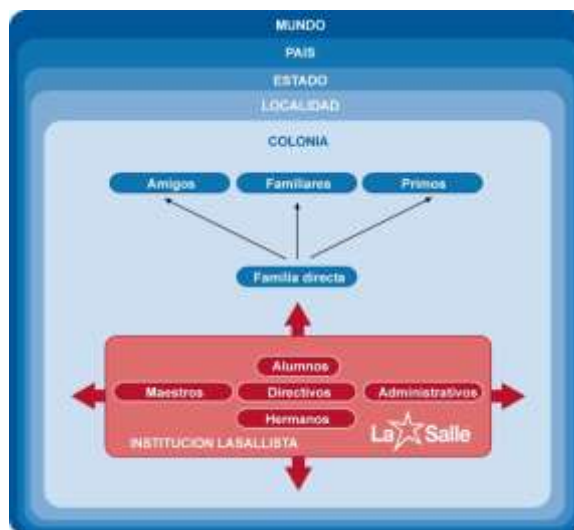 MUNDO
PAIS
ESTADO
LOCALIDAD
COLONIA
Amigos Familiares Primos
Familia directa
Alumnos
Maestros Directivos Administrativos
Hermanos
INSTITUCION LASALLISTA
La Salle